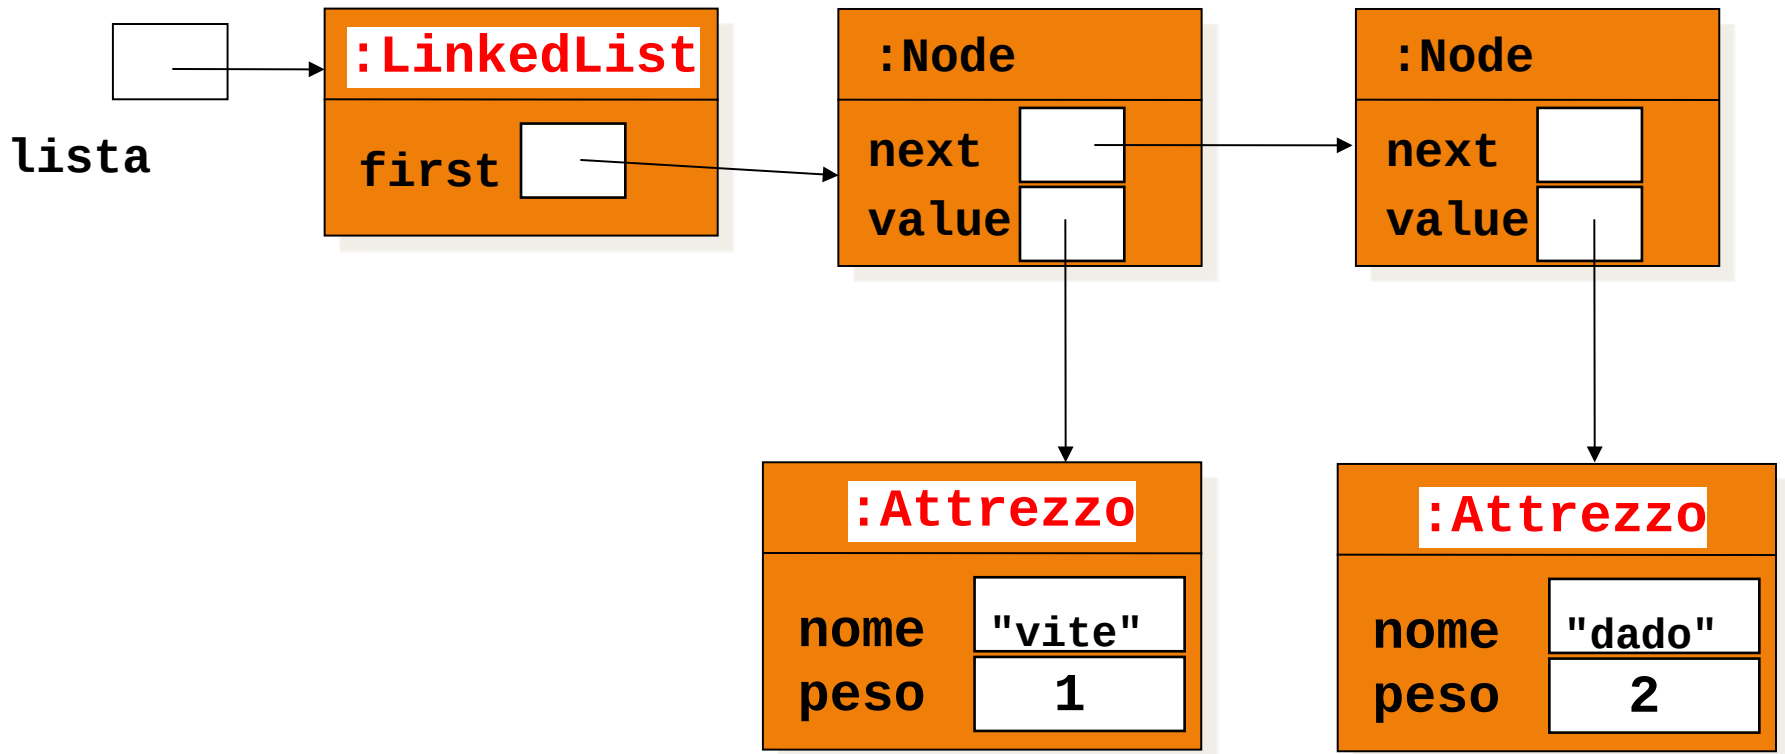 lista
:LinkedList
first
:Node
next
value
:Node
next
value
:Attrezzo
nome "vite"
peso 1
:Attrezzo
nome "dado"
peso 2